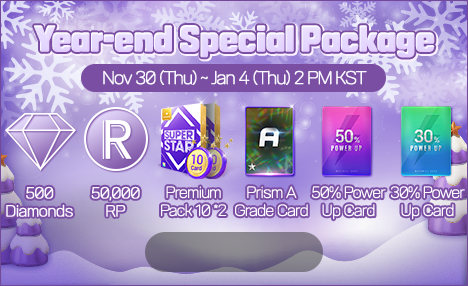 Year-end Special Package
Nov 30 (Thu) ~ Jan 4 (Thu) 2 PM KST
R
SUPER
STAR
10
Card
A
50%
POWER UP
30%
POWER UP
500
Diamonds
50,000
RP
Premium
Pack 10 *2
Prism A
Grade Card
50% Power
Up Card
30% Power
Up Card